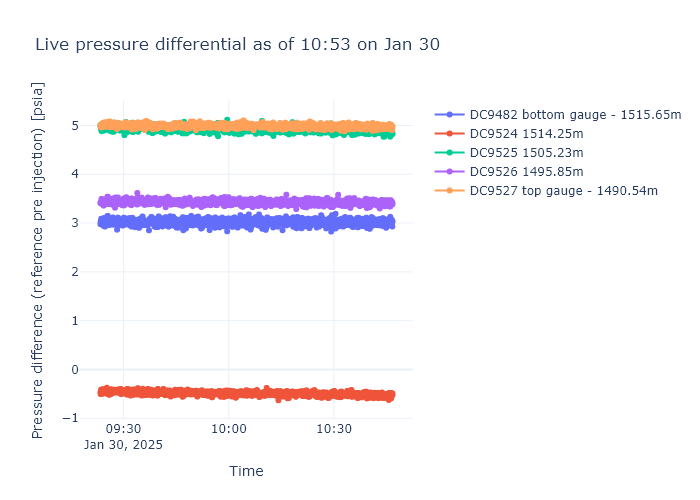 Live pressure differential as of 10:53 on Jan 30
Pressure difference (reference pre injection) [psia]
5
4
3
2
1
0
−1
09:30
Jan 30, 2025
10:00
10:30
Time
DC9482 bottom gauge - 1515.65m
DC9524 1514.25m
DC9525 1505.23m
DC9526 1495.85m
DC9527 top gauge - 1490.54m